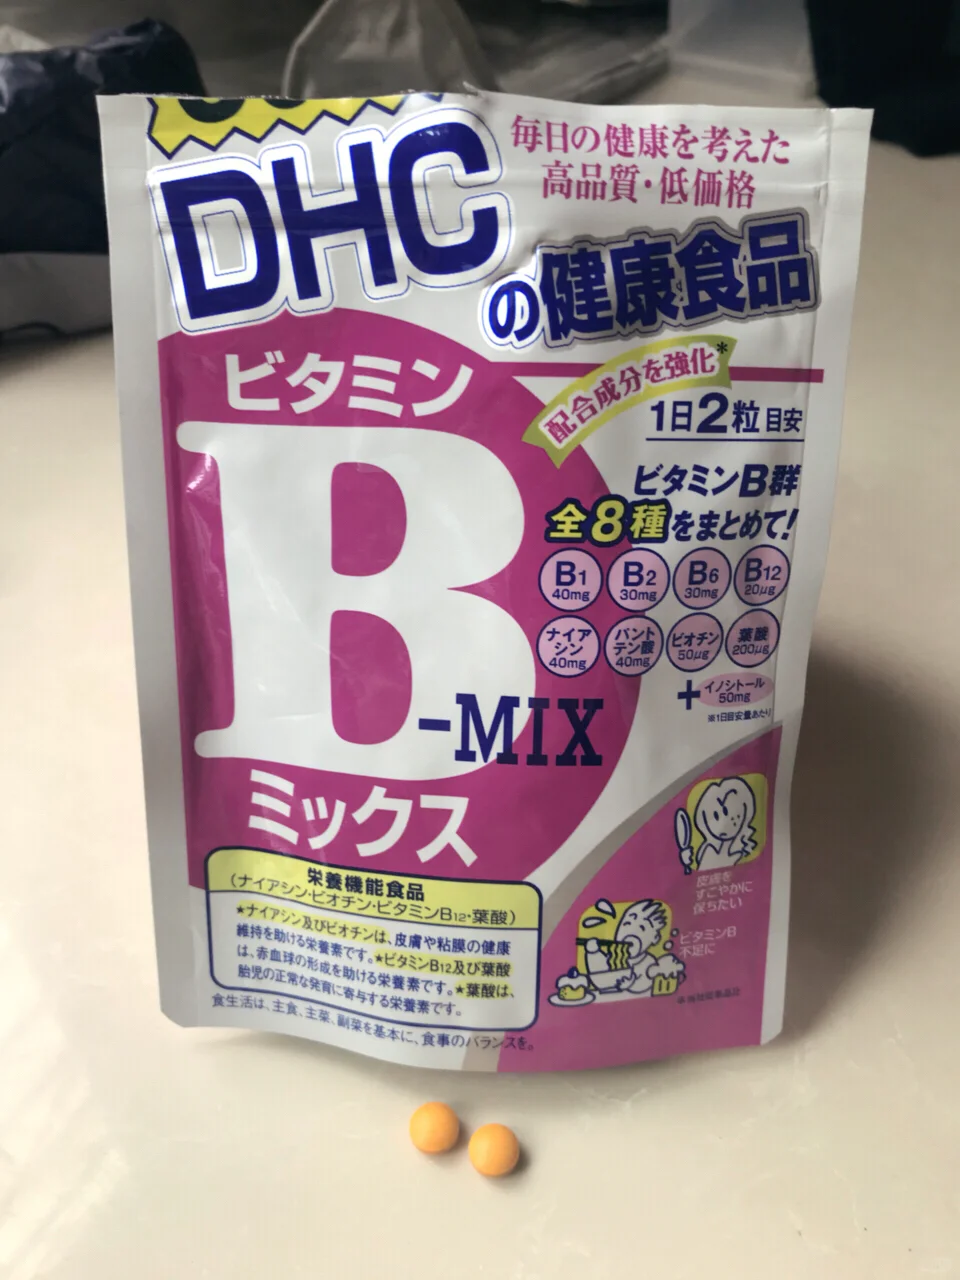 DHC
毎日の健康を考えた
高品質・低価格
の健康食品
ビタミン
B
-MIX
ミックス
配合成分を強化*
1日2粒目安
ビタミンB群
全8種をまとめて!
B1
40mg
B2
30mg
B6
30mg
B12
20μg
ナイア
シン
40mg
パント
テン酸
40mg
ビオチン
50μg
葉酸
200μg
+イノシトール
50mg
※1日目安量あたり
皮膚を
すこやかに
保ちたい
ビタミンB
不足に
栄養機能食品
(ナイアシン・ビオチン・ビタミンB12・葉酸)
★ナイアシン及びビオチンは、皮膚や粘膜の健康
維持を助ける栄養素です。★ビタミンB12及び葉酸
は、赤血球の形成を助ける栄養素です。★葉酸は、
胎児の正常な発育に寄与する栄養素です。
食生活は、主食、主菜、副菜を基本に、食事のバランスを。